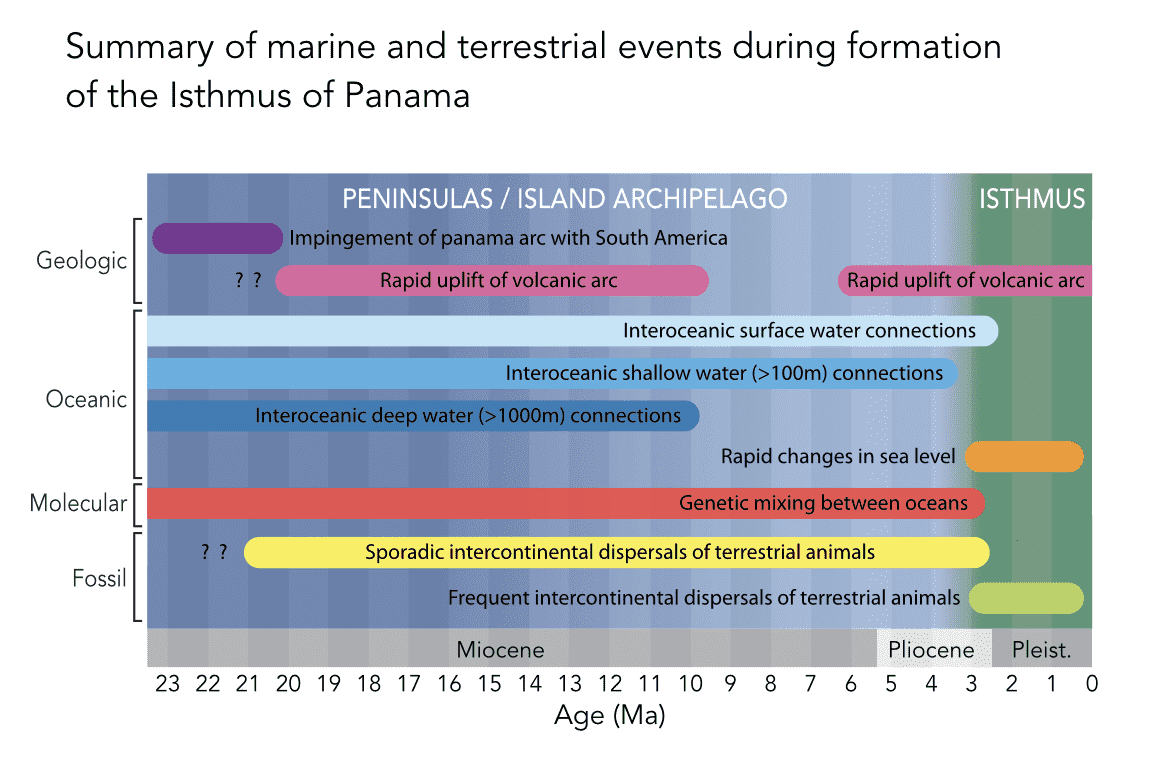 Summary of marine and terrestrial events during formation
of the Isthmus of Panama
PENINSULAS / ISLAND ARCHIPELAGO
ISTHMUS
Geologic
Impingement of panama arc with South America
? ?
Rapid uplift of volcanic arc
Rapid uplift of volcanic arc
Oceanic
Interoceanic surface water connections
Interoceanic shallow water (>100m) connections
Interoceanic deep water (>1000m) connections
Rapid changes in sea level
Molecular
Genetic mixing between oceans
Fossil
? ?
Sporadic intercontinental dispersals of terrestrial animals
Frequent intercontinental dispersals of terrestrial animals
Miocene
Pliocene
Pleist.
23 22 21 20 19 18 17 16 15 14 13 12 11 10 9 8 7 6 5 4 3 2 1 0
Age (Ma)